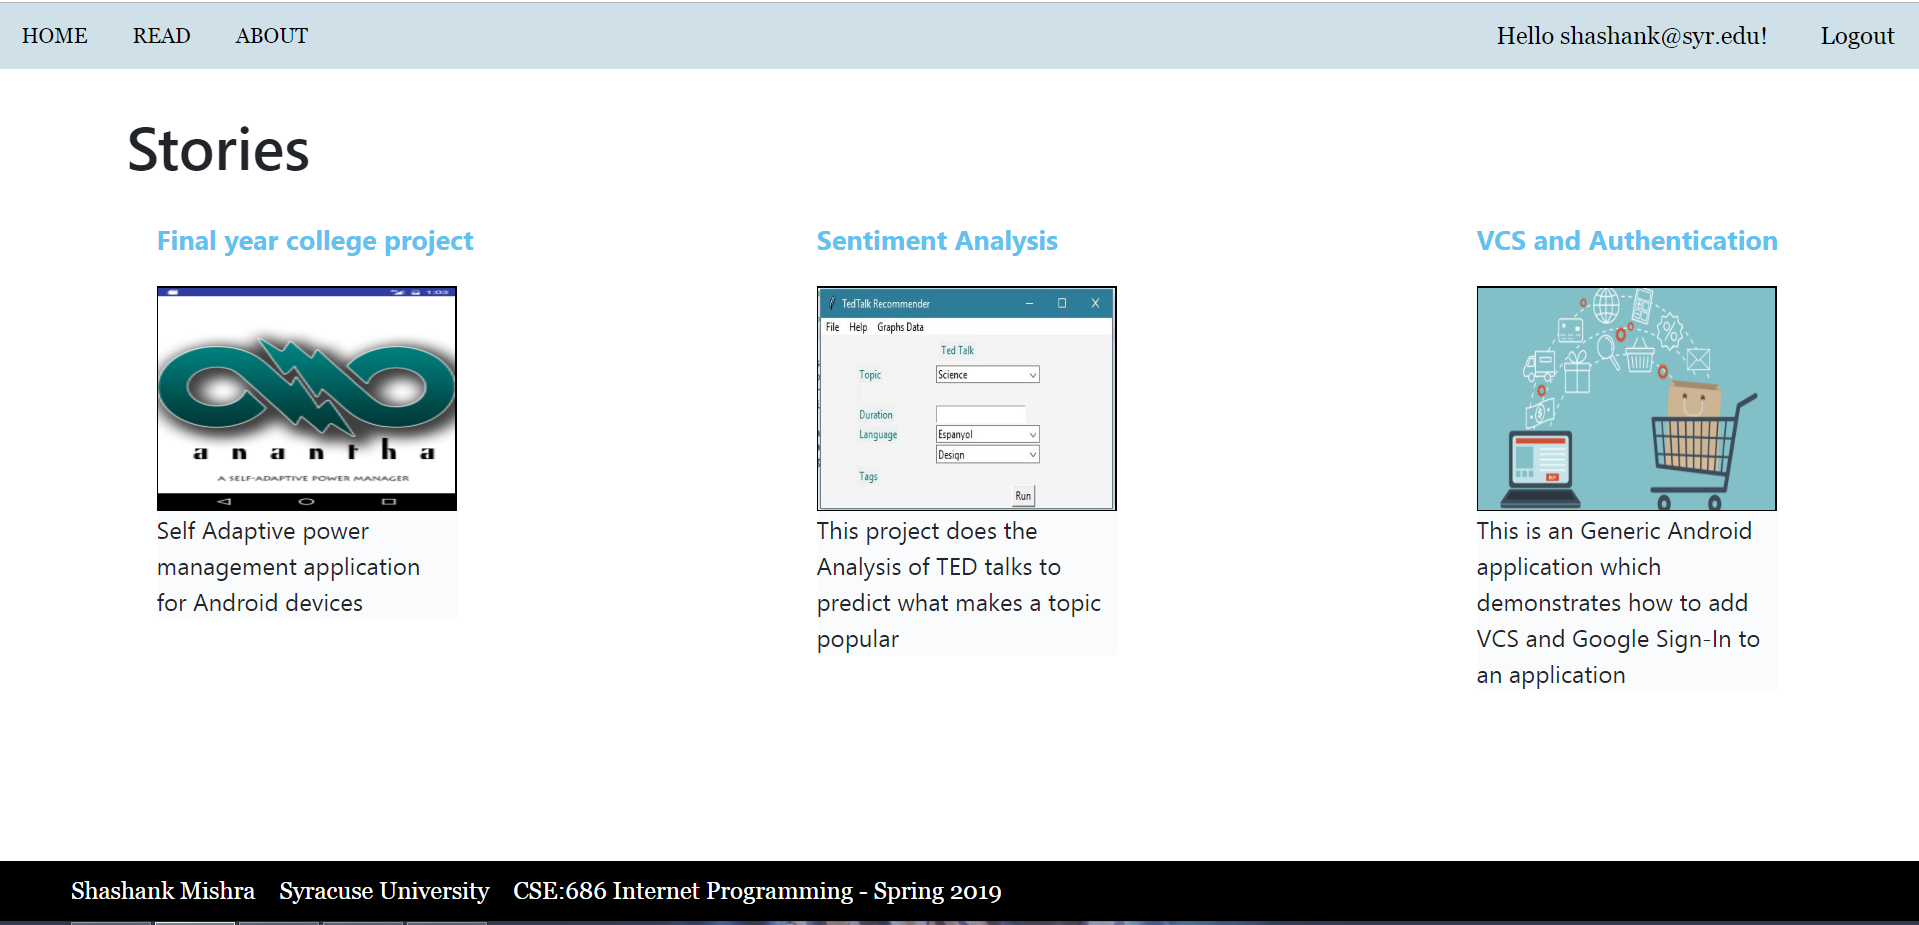 HOME READ ABOUT Hello shashank@syr.edu! Logout
Stories
Final year college project
1:03
anantha
A SELF-ADAPTIVE POWER MANAGER
Self Adaptive power
management application
for Android devices
Sentiment Analysis
TedTalk Recommender
File Help Graphs Data
Ted Talk
Topic Science
Duration
Language Espanyol
Design
Tags
Run
This project does the
Analysis of TED talks to
predict what makes a topic
popular
VCS and Authentication
This is an Generic Android
application which
demonstrates how to add
VCS and Google Sign-In to
an application
Shashank Mishra Syracuse University CSE:686 Internet Programming - Spring 2019